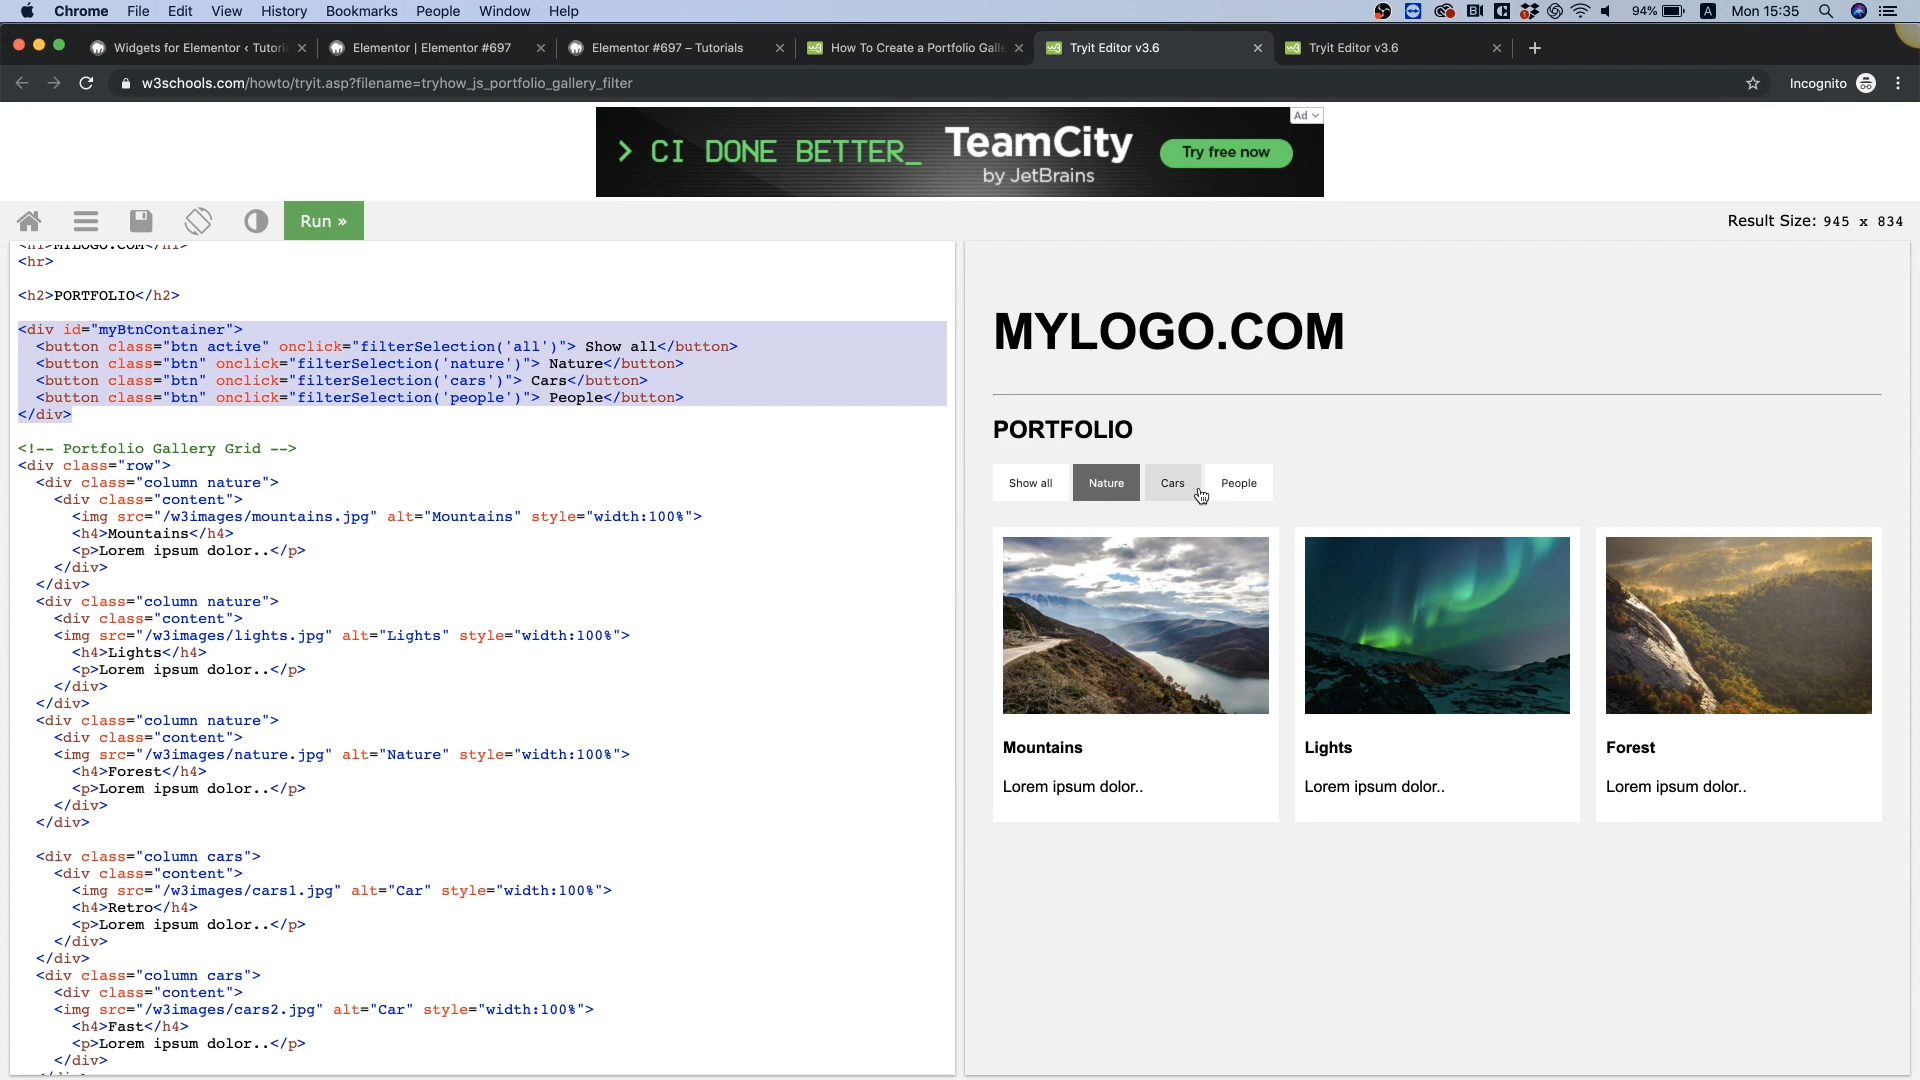 Chrome File Edit View History Bookmarks People Window Help
94% A Mon 15:35
Widgets for Elementor ‹ Tutori
Elementor | Elementor #697
Elementor #697 – Tutorials
How To Create a Portfolio Galle
Tryit Editor v3.6
Tryit Editor v3.6
w3schools.com/howto/tryit.asp?filename=tryhow_js_portfolio_gallery_filter
Incognito
> CI DONE BETTER_
TeamCity
by JetBrains
Try free now
Ad
Run »
Result Size: 945 x 834
<h1>MYLOGO.COM</h1>
<hr>
<h2>PORTFOLIO</h2>
<div id="myBtnContainer">
<button class="btn active" onclick="filterSelection('all')"> Show all</button>
<button class="btn" onclick="filterSelection('nature')"> Nature</button>
<button class="btn" onclick="filterSelection('cars')"> Cars</button>
<button class="btn" onclick="filterSelection('people')"> People</button>
</div>
<!-- Portfolio Gallery Grid -->
<div class="row">
<div class="column nature">
<div class="content">
<img src="/w3images/mountains.jpg" alt="Mountains" style="width:100%">
<h4>Mountains</h4>
<p>Lorem ipsum dolor..</p>
</div>
</div>
<div class="column nature">
<div class="content">
<img src="/w3images/lights.jpg" alt="Lights" style="width:100%">
<h4>Lights</h4>
<p>Lorem ipsum dolor..</p>
</div>
</div>
<div class="column nature">
<div class="content">
<img src="/w3images/nature.jpg" alt="Nature" style="width:100%">
<h4>Forest</h4>
<p>Lorem ipsum dolor..</p>
</div>
</div>
<div class="column cars">
<div class="content">
<img src="/w3images/cars1.jpg" alt="Car" style="width:100%">
<h4>Retro</h4>
<p>Lorem ipsum dolor..</p>
</div>
</div>
<div class="column cars">
<div class="content">
<img src="/w3images/cars2.jpg" alt="Car" style="width:100%">
<h4>Fast</h4>
<p>Lorem ipsum dolor..</p>
</div>
MYLOGO.COM
PORTFOLIO
Show all
Nature
Cars
People
Mountains
Lorem ipsum dolor..
Lights
Lorem ipsum dolor..
Forest
Lorem ipsum dolor..